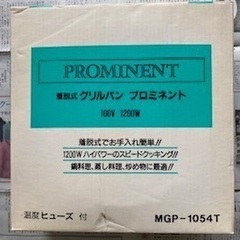 PROMINENT
着脱式 グリルパン プロミネント
100V 1200W
着脱式でお手入れ簡単!!
1200Wハイパワーのスピードクッキング!!
鍋料理、蒸し料理、炒め物に最適!!
温度ヒューズ 付
MGP-1054T